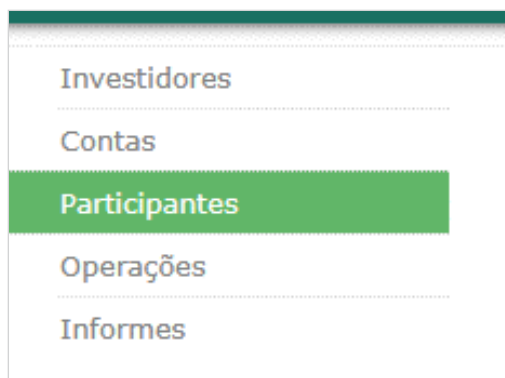 Investidores
Contas
Participantes
Operações
Informes